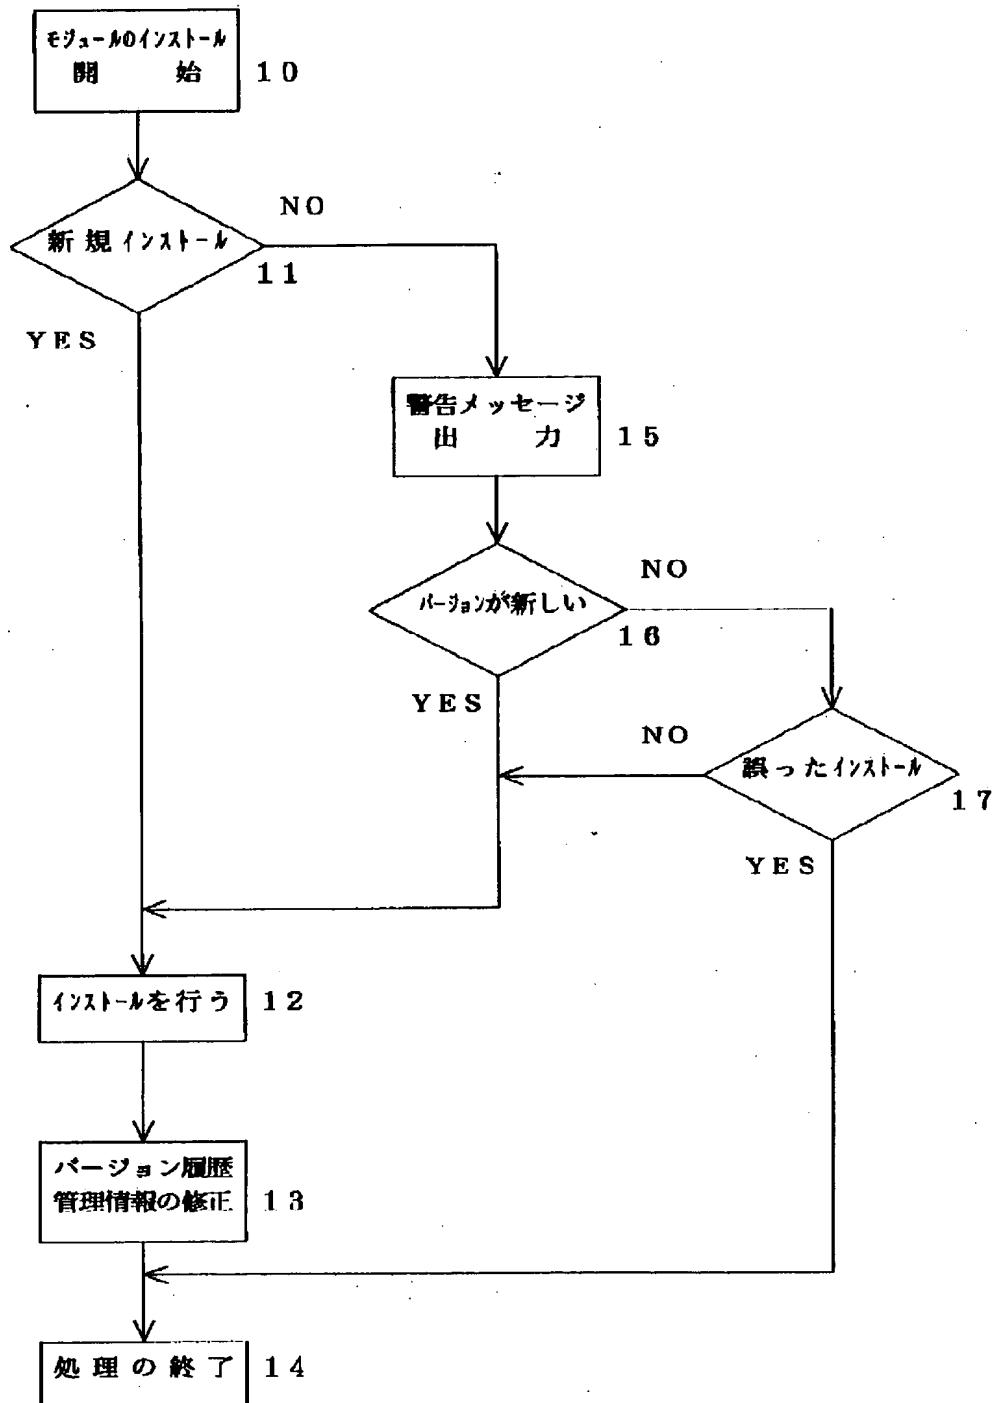 モジュールのインストール
開 始
10
NO
新規インストール
11
YES
警告メッセージ
出 力
15
NO
バージョンが新しい
16
YES
NO
誤ったインストール
17
YES
インストールを行う
12
バージョン履歴
管理情報の修正
13
処理の終了
14